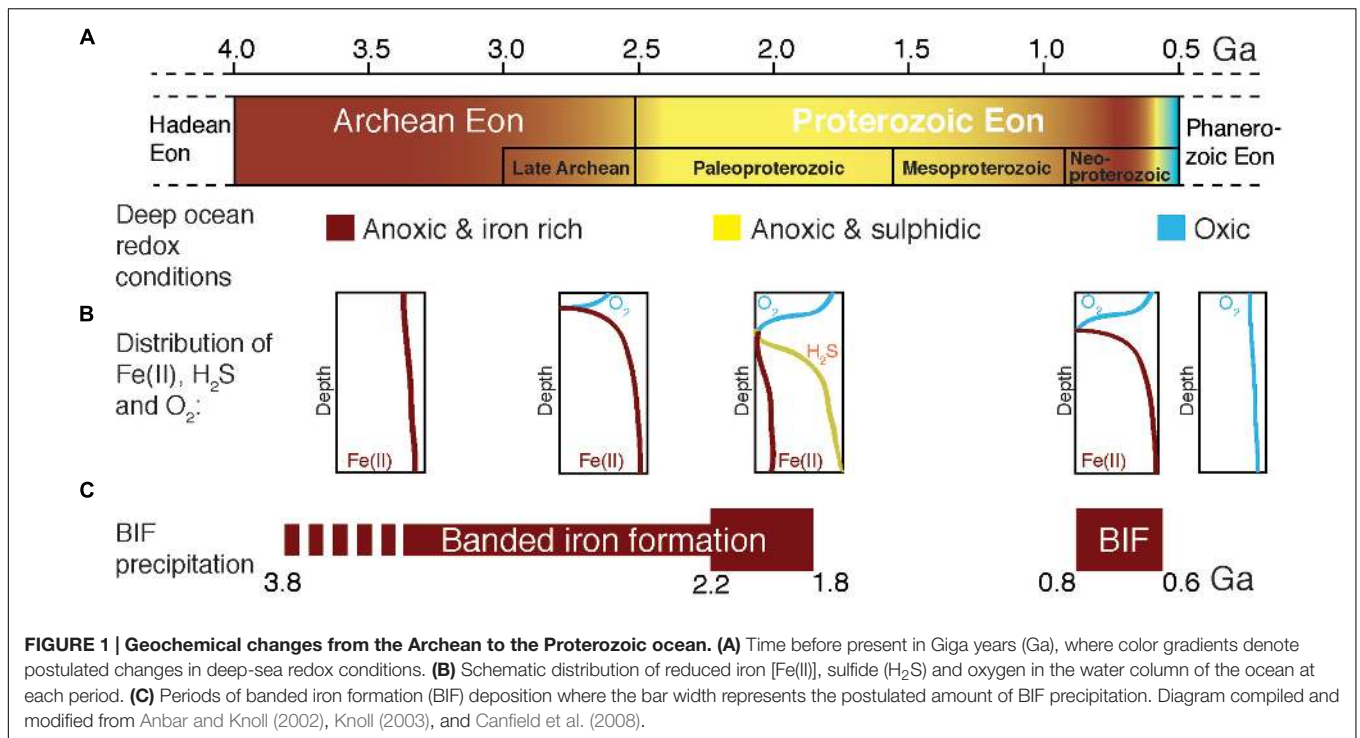 A
4.0 3.5 3.0 2.5 2.0 1.5 1.0 0.5 Ga
Hadean
Eon
Archean Eon
Proterozoic Eon
Phanero-
zoic Eon
Late Archean
Paleoproterozoic
Mesoproterozoic
Neo-
proterozoic
Deep ocean
redox
conditions
Anoxic & iron rich
Anoxic & sulphidic
Oxic
B
Distribution of
Fe(II), H₂S
and O₂:
Depth
Fe(II)
Depth
O₂
Fe(II)
Depth
O₂
H₂S
Fe(II)
Depth
O₂
Fe(II)
Depth
O₂
C
BIF
precipitation
Banded iron formation
BIF
3.8 2.2 1.8 0.8 0.6 Ga
FIGURE 1 | Geochemical changes from the Archean to the Proterozoic ocean. (A) Time before present in Giga years (Ga), where color gradients denote
postulated changes in deep-sea redox conditions. (B) Schematic distribution of reduced iron [Fe(II)], sulfide (H₂S) and oxygen in the water column of the ocean at
each period. (C) Periods of banded iron formation (BIF) deposition where the bar width represents the postulated amount of BIF precipitation. Diagram compiled and
modified from Anbar and Knoll (2002), Knoll (2003), and Canfield et al. (2008).